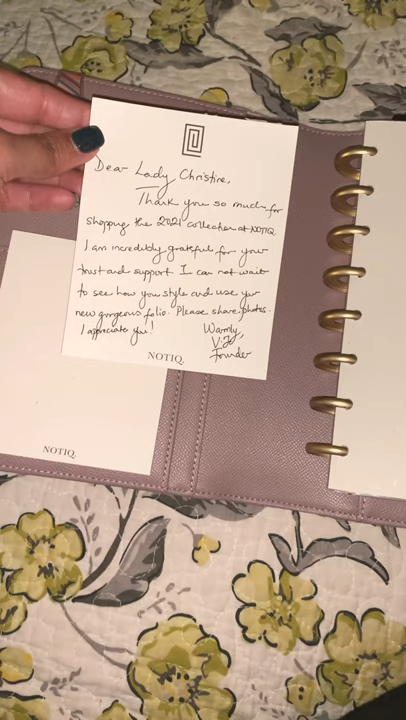 Dear Lady Christine,
Thank you so much for
shopping the 2021 collection at NOTIQ.
I am incredibly grateful for your
trust and support. I can not wait
to see how you style and use your
new gorgeous folio. Please share photos.
I appreciate you!
Warmly,
Founder
NOTIQ
NOTIQ